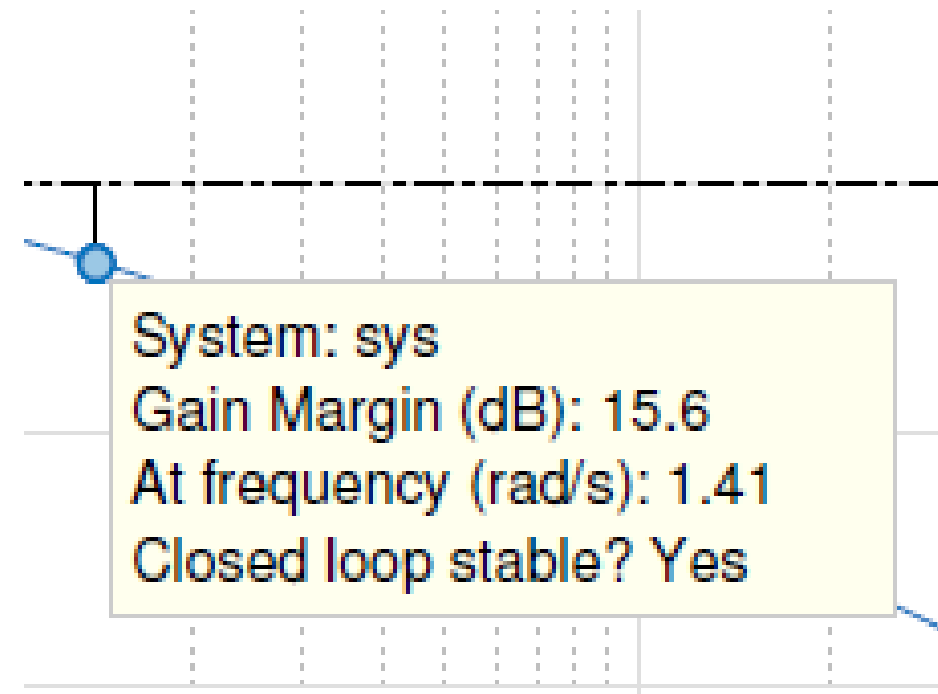 System: sys
Gain Margin (dB): 15.6
At frequency (rad/s): 1.41
Closed loop stable? Yes